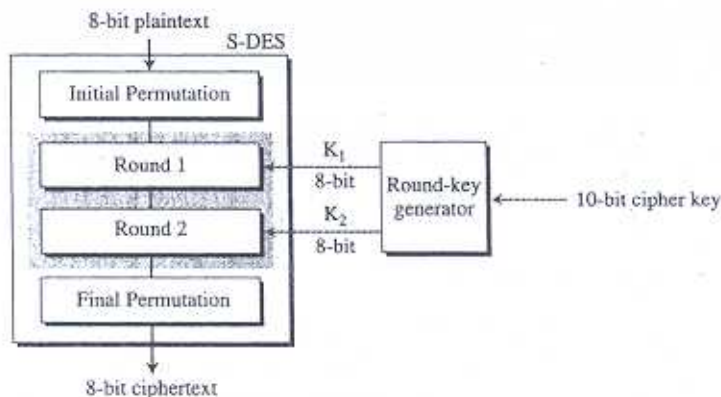 8-bit plaintext
S-DES
Initial Permutation
Round 1
K1
8-bit
Round-key
generator
10-bit cipher key
Round 2
K2
8-bit
Final Permutation
8-bit ciphertext